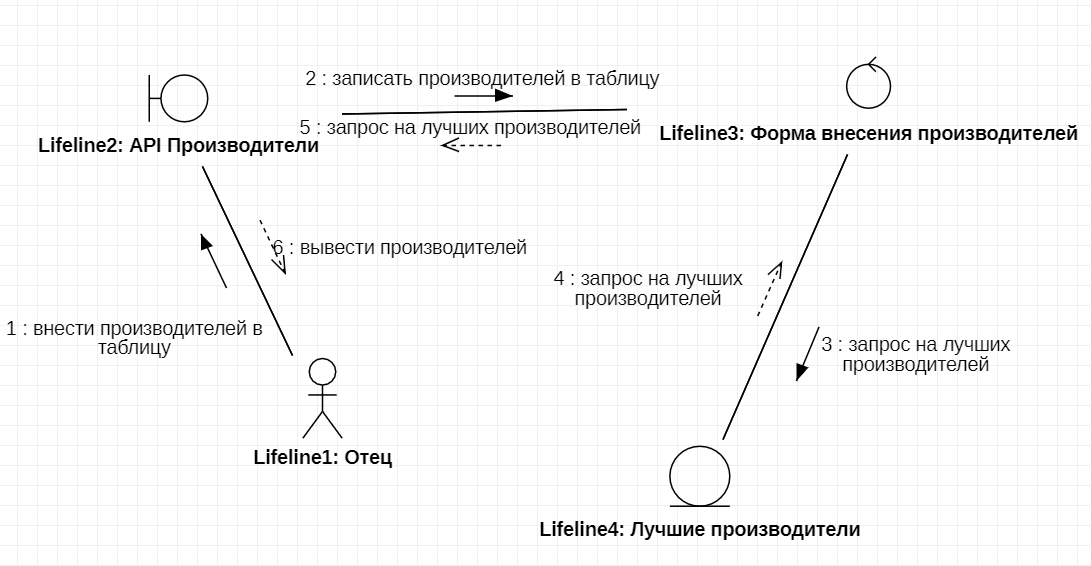 2 : записать производителей в таблицу
Lifeline2: API Производители
5 : запрос на лучших производителей
Lifeline3: Форма внесения производителей
6 : вывести производителей
4 : запрос на лучших
производителей
1 : внести производителей в
таблицу
3 : запрос на лучших
производителей
Lifeline1: Отец
Lifeline4: Лучшие производители